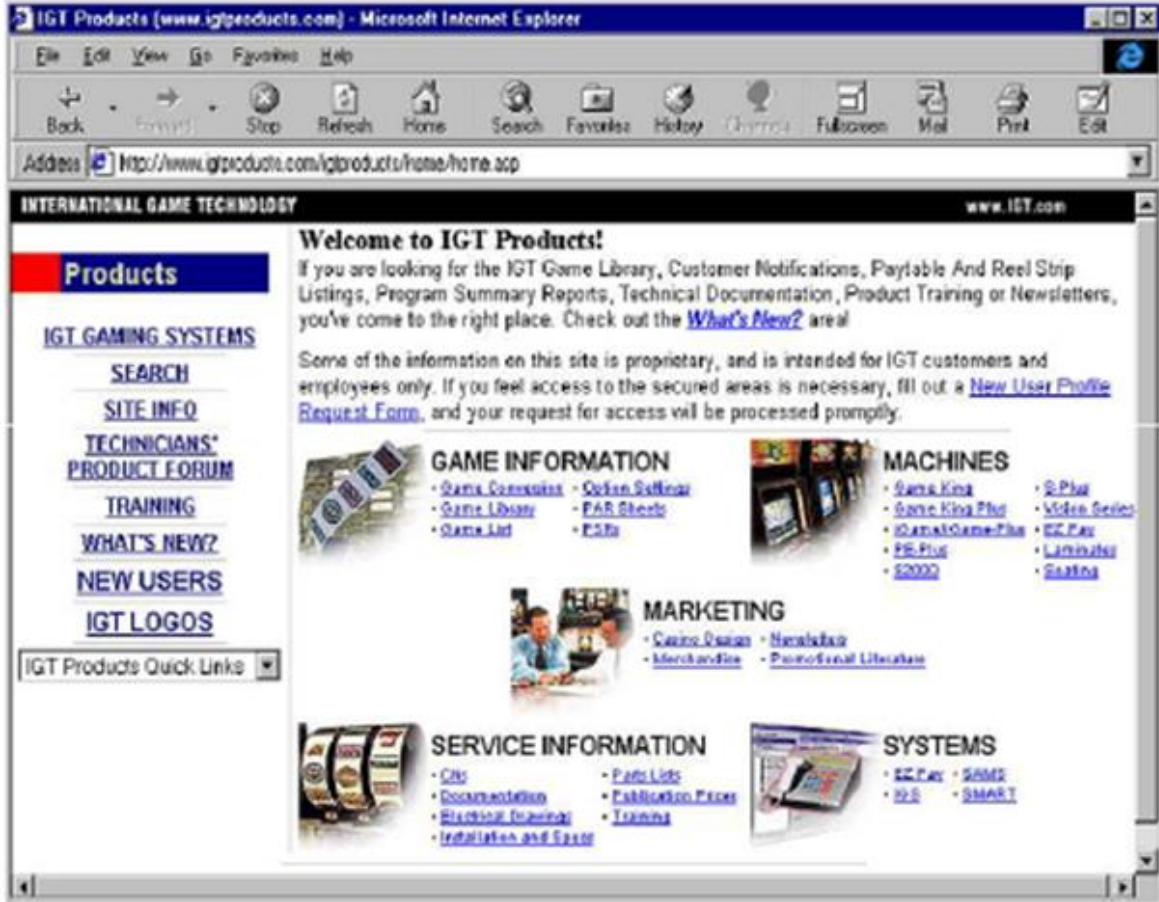 IGT Products (www.igtproducts.com) - Microsoft Internet Explorer
File Edit View Go Favorites Help
Back Forward Stop Refresh Home Search Favorites History Channels Fullscreen Mail Print Edit
Address http://www.igtproducts.com/igtproducts/home/home.asp
INTERNATIONAL GAME TECHNOLOGY www.IGT.com
Products
IGT GAMING SYSTEMS
SEARCH
SITE INFO
TECHNICIANS'
PRODUCT FORUM
TRAINING
WHAT'S NEW?
NEW USERS
IGT LOGOS
IGT Products Quick Links
Welcome to IGT Products!
If you are looking for the IGT Game Library, Customer Notifications, Paytable And Reel Strip
Listings, Program Summary Reports, Technical Documentation, Product Training or Newsletters,
you've come to the right place. Check out the What's New? area!
Some of the information on this site is proprietary, and is intended for IGT customers and
employees only. If you feel access to the secured areas is necessary, fill out a New User Profile
Request Form, and your request for access will be processed promptly.
GAME INFORMATION
· Game Conversion · Option Settings
· Game Library · PAR Sheets
· Game List · PSRs
MACHINES
· Game King · S-Plus
· Game King Plus · Vision Series
· iGame/iGame-Plus · EZ Pay
· PE-Plus · Laminates
· S2000 · Seating
MARKETING
· Casino Design · Newsletters
· Merchandise · Promotional Literature
SERVICE INFORMATION
· CNs · Parts Lists
· Documentation · Publication Prices
· Electrical Drawings · Training
· Installation and Specs
SYSTEMS
· EZ Pay · SAMS
· IGS · SMART